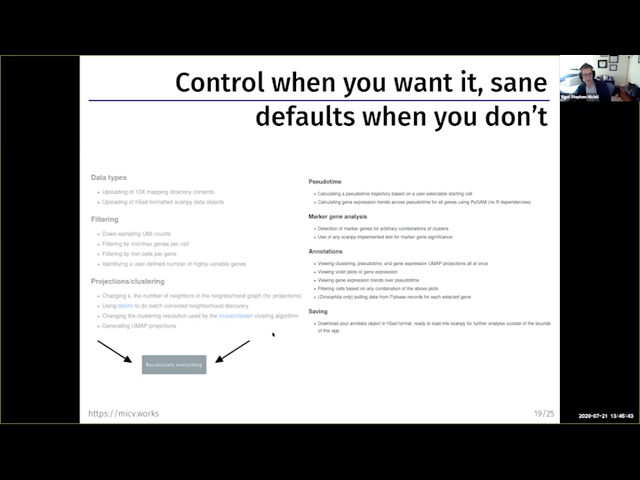 Control when you want it, sane
defaults when you don't
Data types
• Uploading of 10X mapping directory contents
• Uploading of h5ad formatted scanpy data objects
Filtering
• Down-sampling UMI counts
• Filtering by min/max genes per cell
• Filtering by min cells per gene
• Identifying a user-defined number of highly-variable genes
Projections/clustering
• Changing k, the number of neighbors in the neighborhood graph (for projections)
• Using bbknn to do batch corrected neighborhood discovery
• Changing the clustering resolution used by the louvain/leiden clustering algorithm
• Generating UMAP projections
Recalculate everything
Pseudotime
• Calculating a pseudotime trajectory based on a user-selectable starting cell
• Calculating gene expression trends across pseudotime for all genes using PyGAM (no R dependencies)
Marker gene analysis
• Detection of marker genes for arbitrary combinations of clusters
• Use of any scanpy-implemented test for marker gene significance
Annotations
• Viewing clustering, pseudotime, and gene expression UMAP projections all at once
• Viewing violin plots of gene expression
• Viewing gene expression trends over pseudotime
• Filtering cells based on any combination of the above plots
• (Drosophila only) pulling data from Flybase records for each selected gene
Saving
• Download your anndata object in h5ad format, ready to load into scanpy for further analysis outside of the bounds
of this app
https://micv.works
19/25